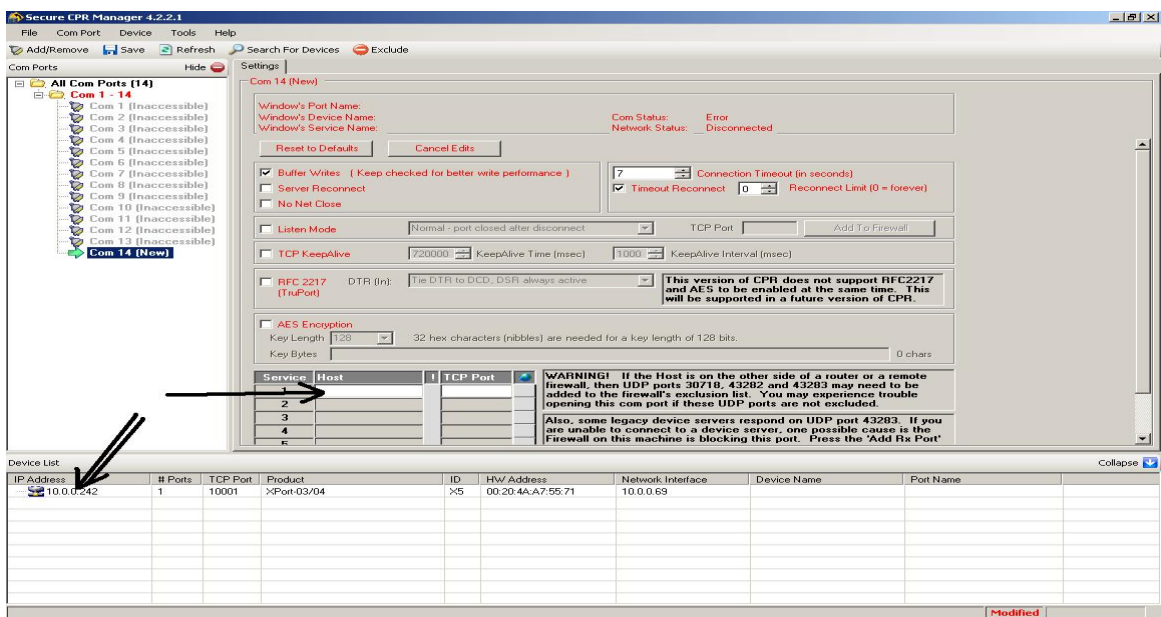 Secure CPR Manager 4.2.2.1
File Com Port Device Tools Help
Add/Remove Save Refresh Search For Devices Exclude
Com Ports Hide
All Com Ports (14)
Com 1 - 14
Com 1 (Inaccessible)
Com 2 (Inaccessible)
Com 3 (Inaccessible)
Com 4 (Inaccessible)
Com 5 (Inaccessible)
Com 6 (Inaccessible)
Com 7 (Inaccessible)
Com 8 (Inaccessible)
Com 9 (Inaccessible)
Com 10 (Inaccessible)
Com 11 (Inaccessible)
Com 12 (Inaccessible)
Com 13 (Inaccessible)
Com 14 (New)
Settings
Com 14 (New)
Window's Port Name:
Window's Device Name: Com Status: Error
Window's Service Name: Network Status: Disconnected
Reset to Defaults Cancel Edits
Buffer Writes ( Keep checked for better write performance )
Server Reconnect
No Net Close
7 Connection Timeout (in seconds)
Timeout Reconnect 0 Reconnect Limit (0 = forever)
Listen Mode Normal - port closed after disconnect TCP Port Add To Firewall
TCP KeepAlive 720000 KeepAlive Time (msec) 1000 KeepAlive Interval (msec)
RFC 2217 DTR (In): Tie DTR to DCD, DSR always active
(TruPort)
This version of CPR does not support RFC2217
and AES to be enabled at the same time. This
will be supported in a future version of CPR.
AES Encryption
Key Length 128 32 hex characters (nibbles) are needed for a key length of 128 bits.
Key Bytes 0 chars
Service Host ! TCP Port
1
2
3
4
5
WARNING! If the Host is on the other side of a router or a remote
firewall, then UDP ports 30718, 43282 and 43283 may need to be
added to the firewall's exclusion list. You may experience trouble
opening this com port if these UDP ports are not excluded.
Also, some legacy device servers respond on UDP port 43283. If you
are unable to connect to a device server, one possible cause is the
Firewall on this machine is blocking this port. Press the 'Add Rx Port'
Device List Collapse
IP Address # Ports TCP Port Product ID HW Address Network Interface Device Name Port Name
10.0.0.242 1 10001 XPort-03/04 X5 00:20:4A:A7:55:71 10.0.0.69
Modified